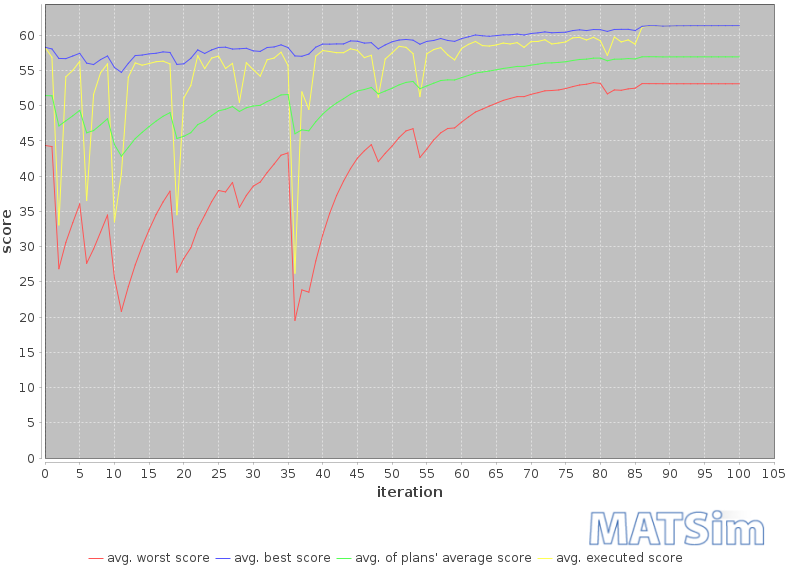 60
55
50
45
40
35
30
25
20
15
10
5
0
score
0 5 10 15 20 25 30 35 40 45 50 55 60 65 70 75 80 85 90 95 100 105
iteration
MATSim
avg. worst score avg. best score avg. of plans' average score avg. executed score